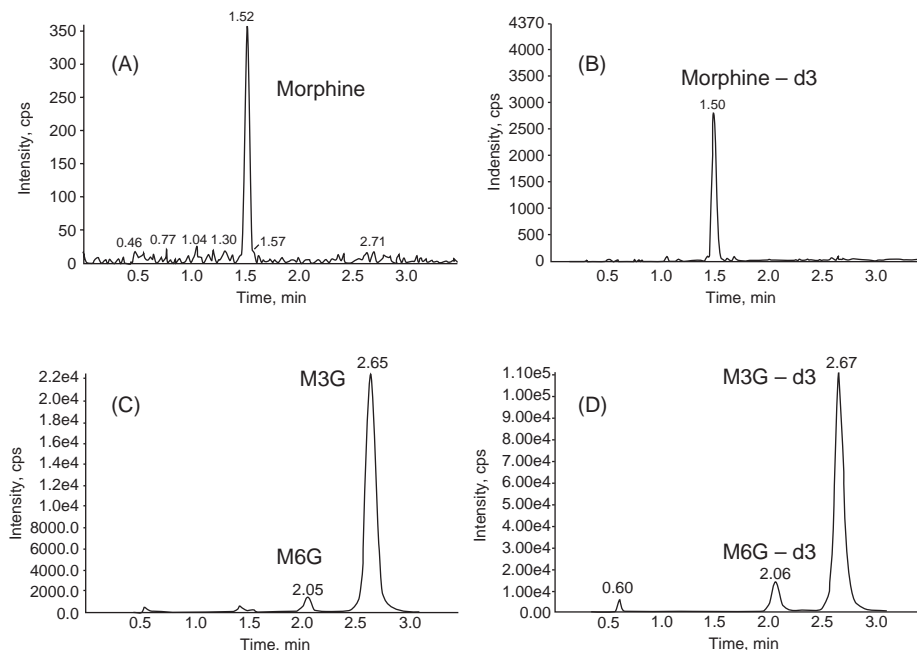 1.52
350
(A)
300
Morphine
250
200
150
100
50
0.46
0.77
1.04
1.30
1.57
2.71
0
0.5
1.0
1.5
2.0
2.5
3.0
Time, min
Intensity, cps
4370
(B)
4000
Morphine – d3
3500
1.50
3000
2500
2000
1500
1000
500
0
0.5
1.0
1.5
2.0
2.5
3.0
Time, min
Indensity, cps
2.65
2.2e4
M3G
2.0e4
(C)
1.8e4
1.6e4
1.4e4
1.2e4
1.0e4
8000.0
6000.0
M6G
4000.0
2.05
2000.0
0.0
0.5
1.0
1.5
2.0
2.5
3.0
Time, min
Intensity, cps
2.67
1.10e5
M3G – d3
1.00e5
(D)
9.00e4
8.00e4
7.00e4
6.00e4
5.00e4
4.00e4
3.00e4
M6G – d3
2.00e4
2.06
0.60
1.00e4
0.00
0.5
1.0
1.5
2.0
2.5
3.0
Time, min
Intensity, cps